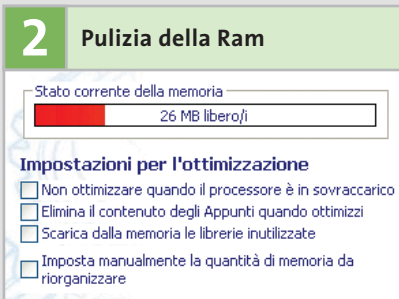 2 Pulizia della Ram
Stato corrente della memoria
26 MB libero/i
Impostazioni per l'ottimizzazione
Non ottimizzare quando il processore è in sovraccarico
Elimina il contenuto degli Appunti quando ottimizzi
Scarica dalla memoria le librerie inutilizzate
Imposta manualmente la quantità di memoria da
riorganizzare